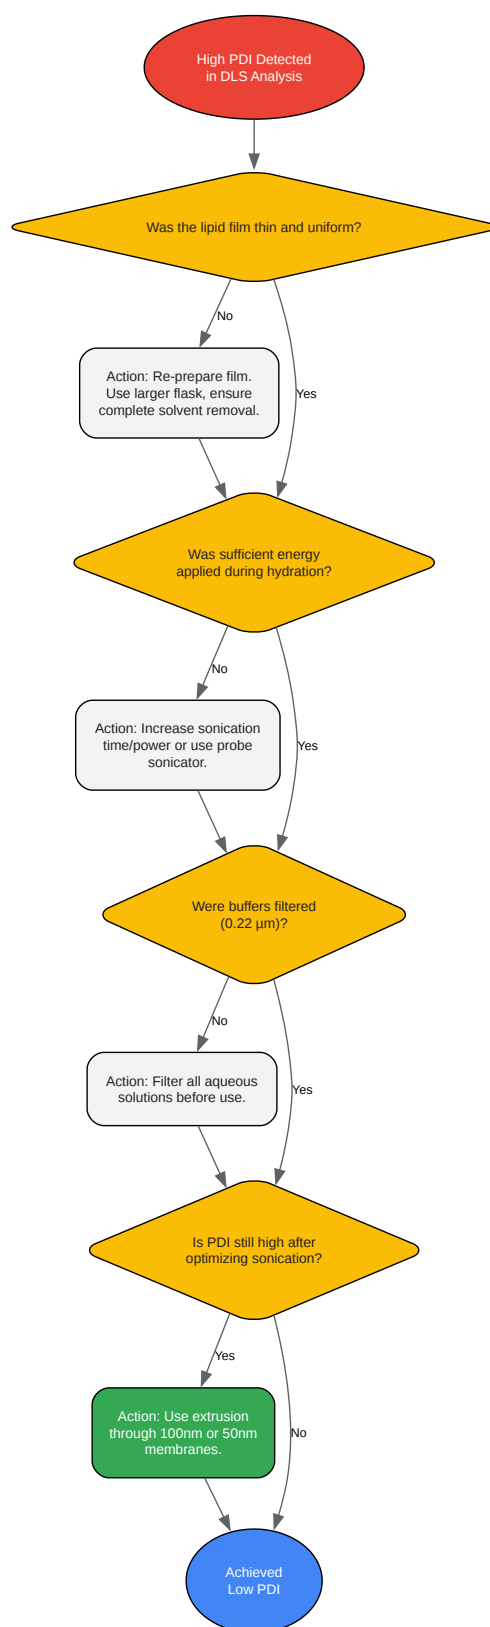 High PDI Detected
in DLS Analysis
Was the lipid film thin and uniform?
No
Action: Re-prepare film.
Use larger flask, ensure
complete solvent removal.
Yes
Was sufficient energy
applied during hydration?
No
Action: Increase sonication
time/power or use probe
sonicator.
Yes
Were buffers filtered
(0.22 µm)?
No
Action: Filter all aqueous
solutions before use.
Yes
Is PDI still high after
optimizing sonication?
Yes
Action: Use extrusion
through 100nm or 50nm
membranes.
No
Achieved
Low PDI